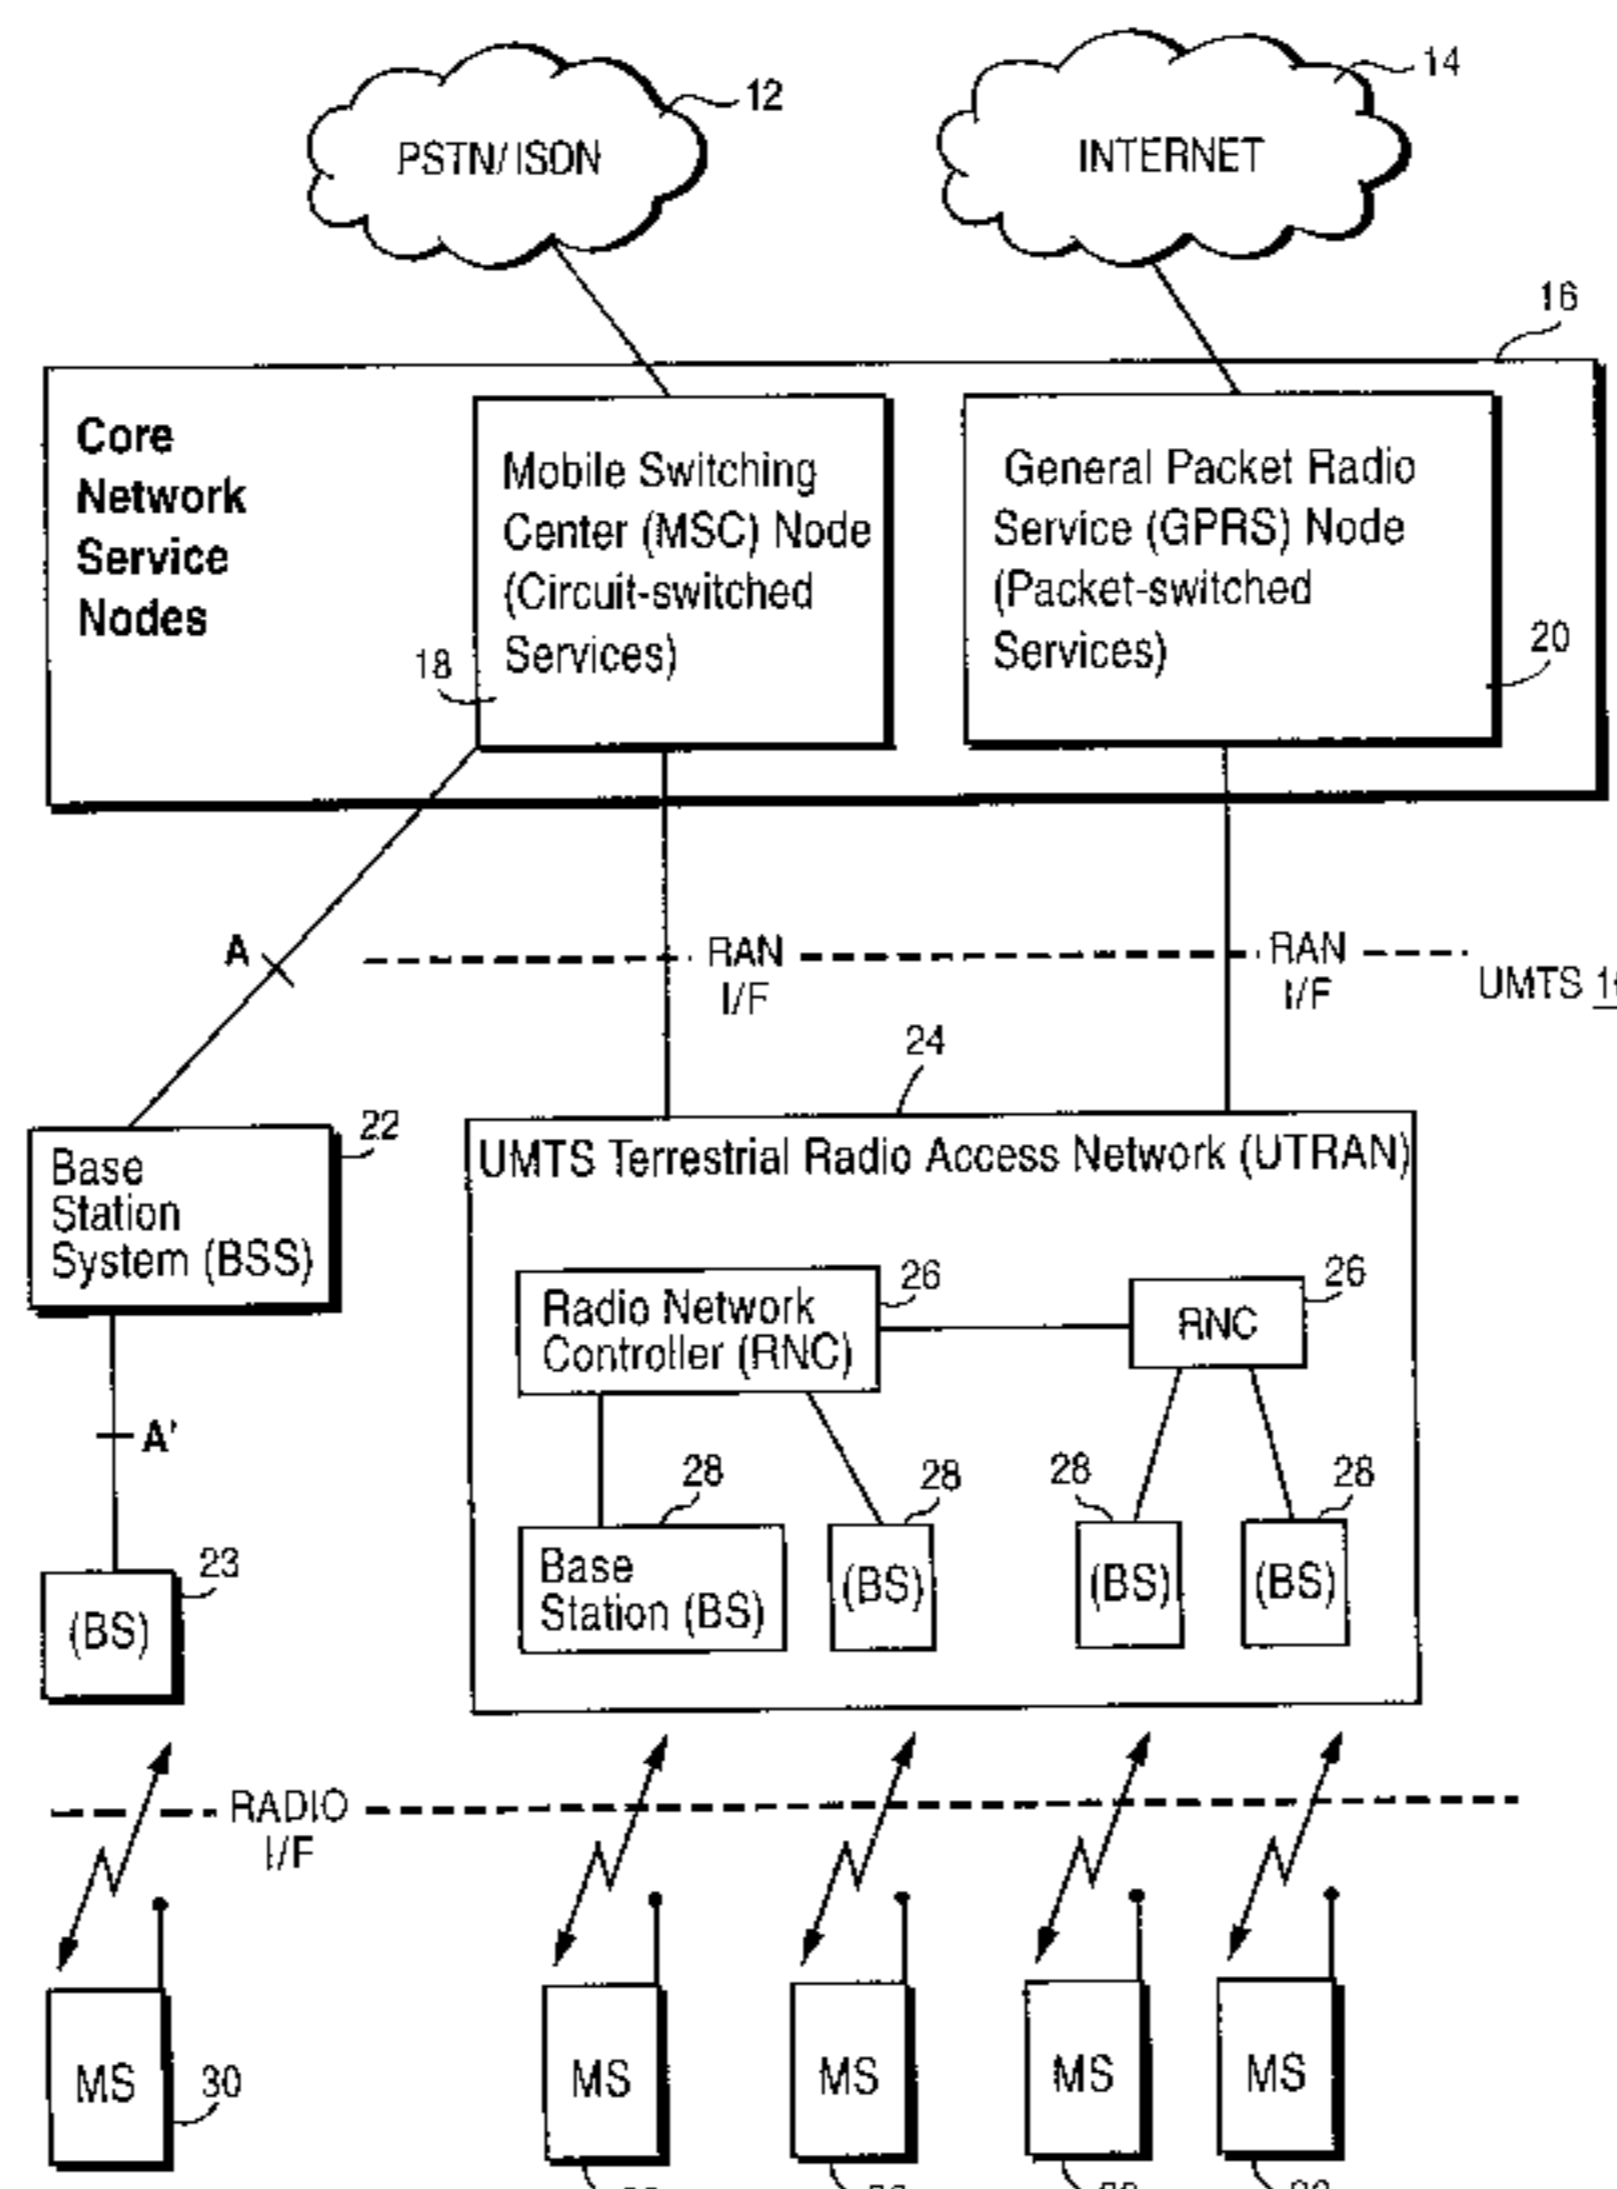 12
14
PSTN/ISDN
INTERNET
16
Core
Network
Service
Nodes
Mobile Switching
Center (MSC) Node
(Circuit-switched
Services)
18
General Packet Radio
Service (GPRS) Node
(Packet-switched
Services)
20
A
RAN
I/F
RAN
I/F
UMTS
24
22
Base
Station
System (BSS)
UMTS Terrestrial Radio Access Network (UTRAN)
Radio Network
Controller (RNC)
26
RNC
26
A'
28
28
28
28
Base
Station (BS)
(BS)
(BS)
(BS)
23
(BS)
RADIO
I/F
MS
30
MS
MS
MS
MS